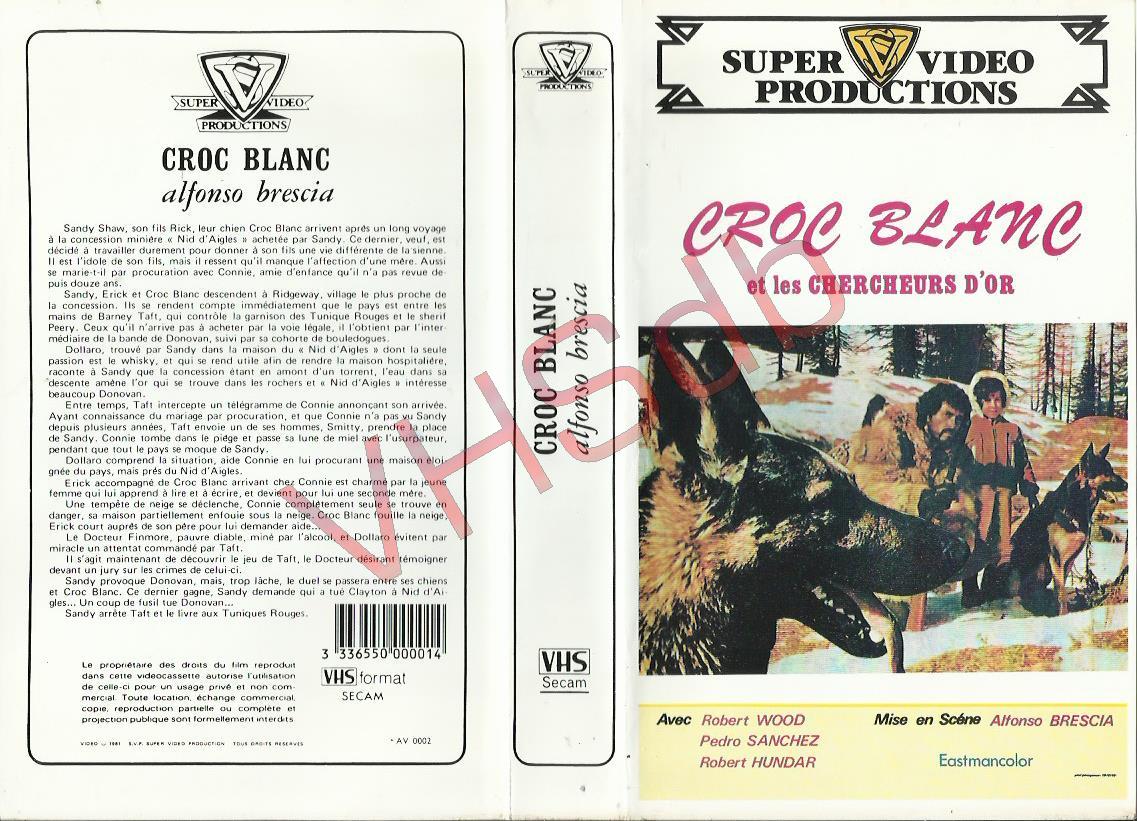 SUPER VIDEO
PRODUCTIONS
CROC BLANC
alfonso brescia
Sandy Shaw, son fils Rick, leur chien Croc Blanc arrivent après un long voyage
à la concession minière « Nid d'Aigles » achetée par Sandy. Ce dernier, veuf, est
décidé à travailler durement pour donner à son fils une vie différente de la sienne.
Il est l'idole de son fils, mais il ressent qu'il manque l'affection d'une mère. Aussi
se marie-t-il par procuration avec Connie, amie d'enfance qu'il n'a pas revue de-
puis douze ans.
Sandy, Erick et Croc Blanc descendent à Ridgeway, village le plus proche de
la concession. Ils se rendent compte immédiatement que le pays est entre les
mains de Barney Taft, qui contrôle la garnison des Tunique Rouges et le sherif
Peery. Ceux qu'il n'arrive pas à acheter par la voie légale, il l'obtient par l'inter-
médiaire de la bande de Donovan, suivi par sa cohorte de bouledogues.
Dollaro, trouvé par Sandy dans la maison du « Nid d'Aigles » dont la seule
passion est le whisky, et qui se rend utile afin de rendre la maison hospitalière,
raconte à Sandy que la concession étant en amont d'un torrent, l'eau dans sa
descente amène l'or qui se trouve dans les rochers et « Nid d'Aigles » intéresse
beaucoup Donovan.
Entre temps, Taft intercepte un télégramme de Connie annonçant son arrivée.
Ayant connaissance du mariage par procuration, et que Connie n'a pas vu Sandy
depuis plusieurs années, Taft envoie un de ses hommes, Smitty, prendre la place
de Sandy. Connie tombe dans le piège et passe sa lune de miel avec l'usurpateur,
pendant que tout le pays se moque de Sandy.
Dollaro comprend la situation, aide Connie en lui procurant une maison éloi-
gnée du pays, mais prés du Nid d'Aigles.
Erick accompagné de Croc Blanc arrivant chez Connie est charmé par la jeune
femme qui lui apprend à lire et à écrire, et devient pour lui une seconde mère.
Une tempête de neige se déclenche, Connie complètement seule se trouve en
danger, sa maison partiellement enfouie sous la neige. Croc Blanc fouille la neige,
Erick court auprés de son père pour lui demander aide...
Le Docteur Finmore, pauvre diable, miné par l'alcool, et Dollaro évitent par
miracle un attentat commandé par Taft.
Il s'agit maintenant de découvrir le jeu de Taft, le Docteur désirant témoigner
devant un jury sur les crimes de celui-ci.
Sandy provoque Donovan, mais, trop lâche, le duel se passera entre ses chiens
et Croc Blanc. Ce dernier gagne, Sandy demande qui a tué Clayton à Nid d'Ai-
gles... Un coup de fusil tue Donovan...
Sandy arrête Taft et le livre aux Tuniques Rouges.
3 336550 000014
Le propriétaire des droits du film reproduit
dans cette videocassette autorise l'utilisation
de celle-ci pour un usage privé et non com-
mercial. Toute location, échange commercial,
copie, reproduction partielle ou complète et
projection publique sont formellement interdits
VHS format
SECAM
VIDEO © 1981 S.V.P. SUPER VIDEO PRODUCTION TOUS DROITS RESERVES
AV 0002
SUPER VIDEO
PRODUCTIONS
CROC BLANC
alfonso brescia
VHS
Secam
SUPER VIDEO
PRODUCTIONS
CROC BLANC
et les CHERCHEURS D'OR
Avec Robert WOOD
Pedro SANCHEZ
Robert HUNDAR
Mise en Scéne Alfonso BRESCIA
Eastmancolor
VHSdb